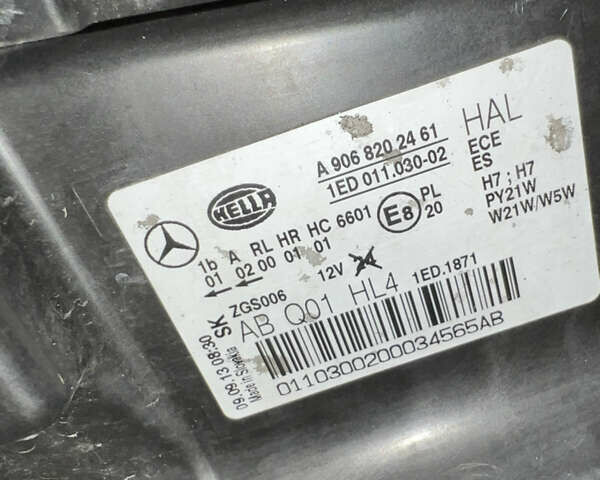 HAL
A 906 820 24 61
1ED 011.030-02
ECE
ES
HELLA
H7 ; H7
PY21W
W21W/W5W
1b A RL HR HC 6601
01 02 00 01 01
E8
PL
20
12V
ZGS006
AB Q01 HL4 1ED.1871
SK
09.09.13 08:30
Made in Slovakia
01103002000034565AB